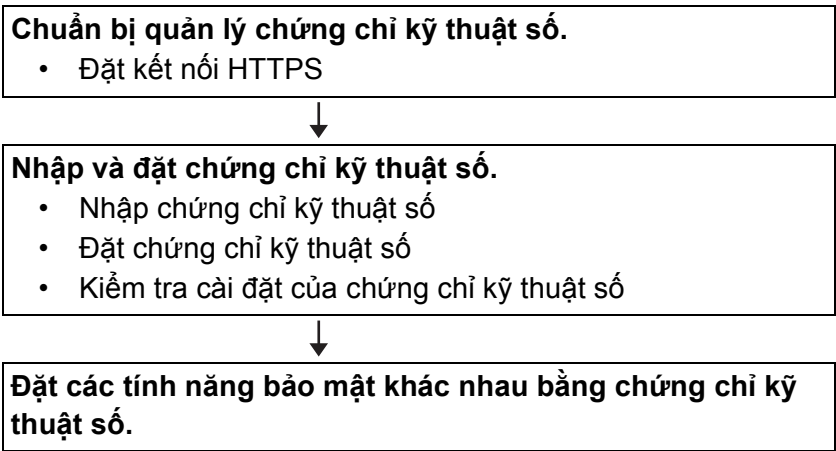 Chuẩn bị quản lý chứng chỉ kỹ thuật số.
• Đặt kết nối HTTPS
Nhập và đặt chứng chỉ kỹ thuật số.
• Nhập chứng chỉ kỹ thuật số
• Đặt chứng chỉ kỹ thuật số
• Kiểm tra cài đặt của chứng chỉ kỹ thuật số
Đặt các tính năng bảo mật khác nhau bằng chứng chỉ kỹ
thuật số.